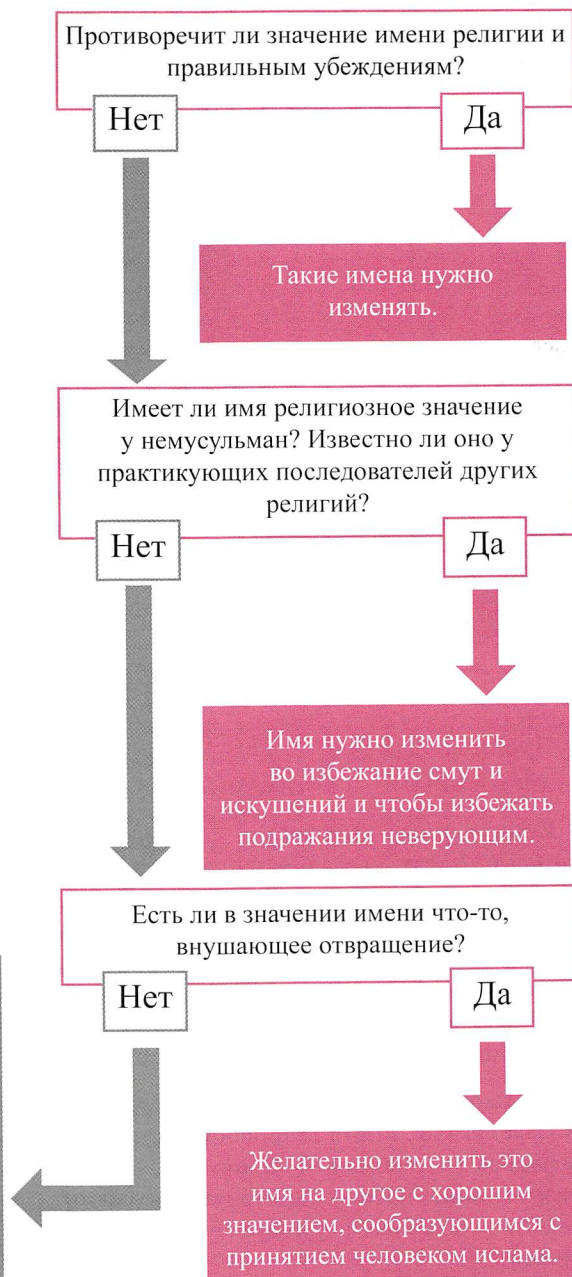 Противоречит ли значение имени религии и
правильным убеждениям?
Нет
Да
Такие имена нужно
изменять.
Имеет ли имя религиозное значение
у немусульман? Известно ли оно у
практикующих последователей других
религий?
Нет
Да
Имя нужно изменить
во избежание смут и
искушений и чтобы избежать
подражания неверующим.
Есть ли в значении имени что-то,
внушающее отвращение?
Нет
Да
Желательно изменить это
имя на другое с хорошим
значением, сообразующимся с
принятием человеком ислама.